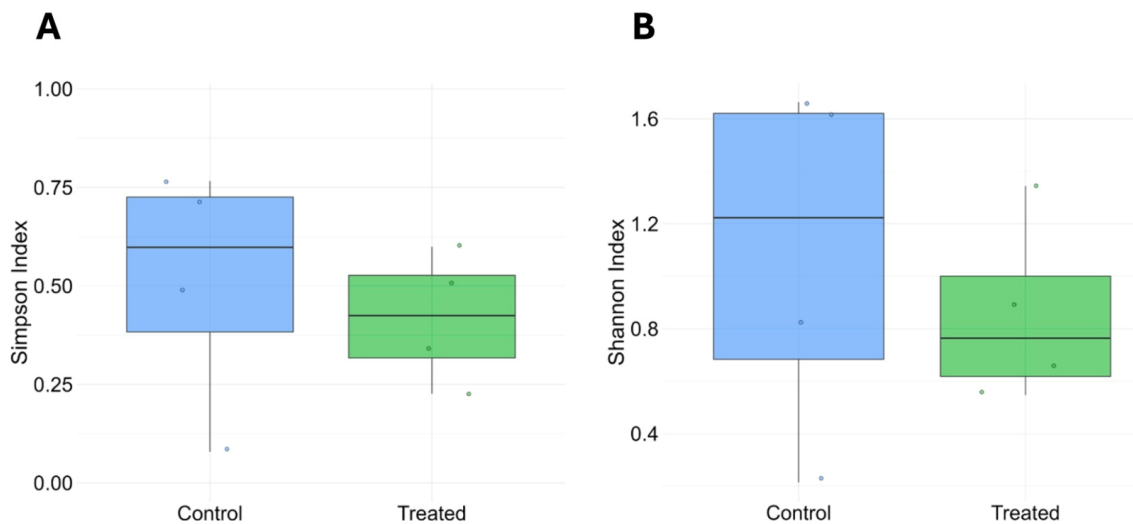 A
Simpson Index
1.00
0.75
0.50
0.25
0.00
Control
Treated
B
Shannon Index
1.6
1.2
0.8
0.4
Control
Treated